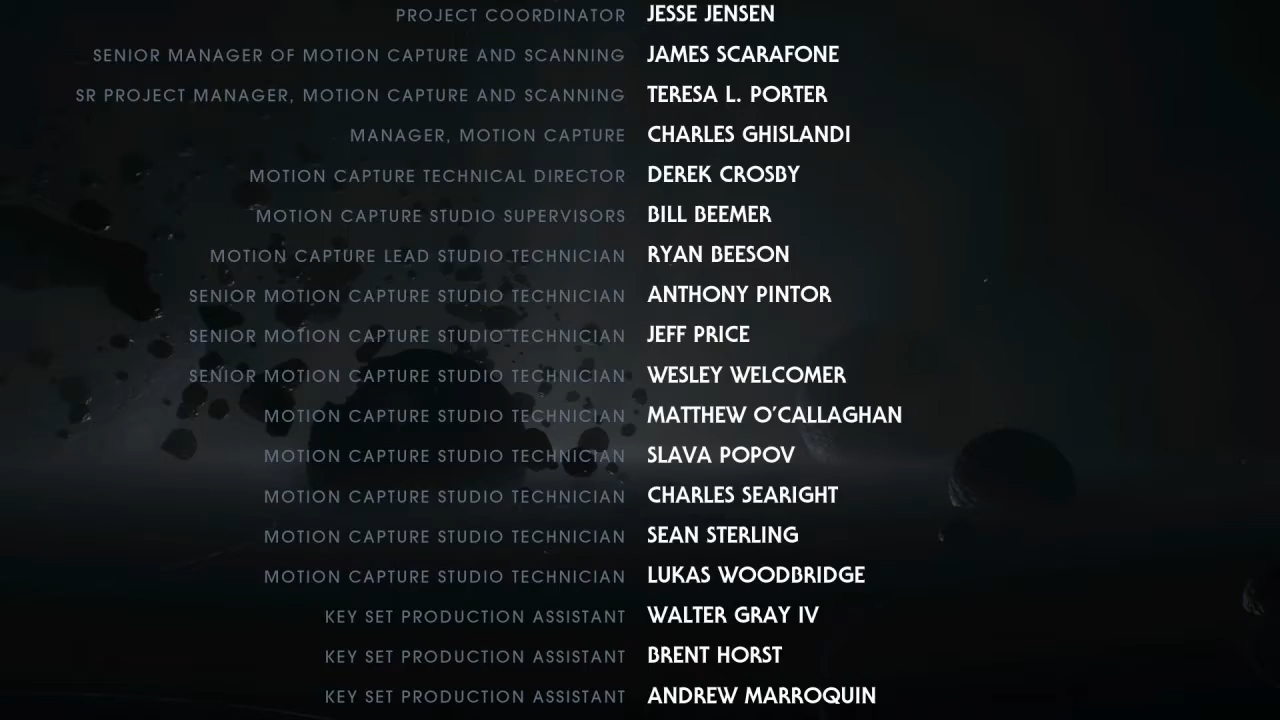 PROJECT COORDINATOR JESSE JENSEN
SENIOR MANAGER OF MOTION CAPTURE AND SCANNING JAMES SCARAFONE
SR PROJECT MANAGER, MOTION CAPTURE AND SCANNING TERESA L. PORTER
MANAGER, MOTION CAPTURE CHARLES GHISLANDI
MOTION CAPTURE TECHNICAL DIRECTOR DEREK CROSBY
MOTION CAPTURE STUDIO SUPERVISORS BILL BEEMER
MOTION CAPTURE LEAD STUDIO TECHNICIAN RYAN BEESON
SENIOR MOTION CAPTURE STUDIO TECHNICIAN ANTHONY PINTOR
SENIOR MOTION CAPTURE STUDIO TECHNICIAN JEFF PRICE
SENIOR MOTION CAPTURE STUDIO TECHNICIAN WESLEY WELCOMER
MOTION CAPTURE STUDIO TECHNICIAN MATTHEW O'CALLAGHAN
MOTION CAPTURE STUDIO TECHNICIAN SLAVA POPOV
MOTION CAPTURE STUDIO TECHNICIAN CHARLES SEARIGHT
MOTION CAPTURE STUDIO TECHNICIAN SEAN STERLING
MOTION CAPTURE STUDIO TECHNICIAN LUKAS WOODBRIDGE
KEY SET PRODUCTION ASSISTANT WALTER GRAY IV
KEY SET PRODUCTION ASSISTANT BRENT HORST
KEY SET PRODUCTION ASSISTANT ANDREW MARROQUIN